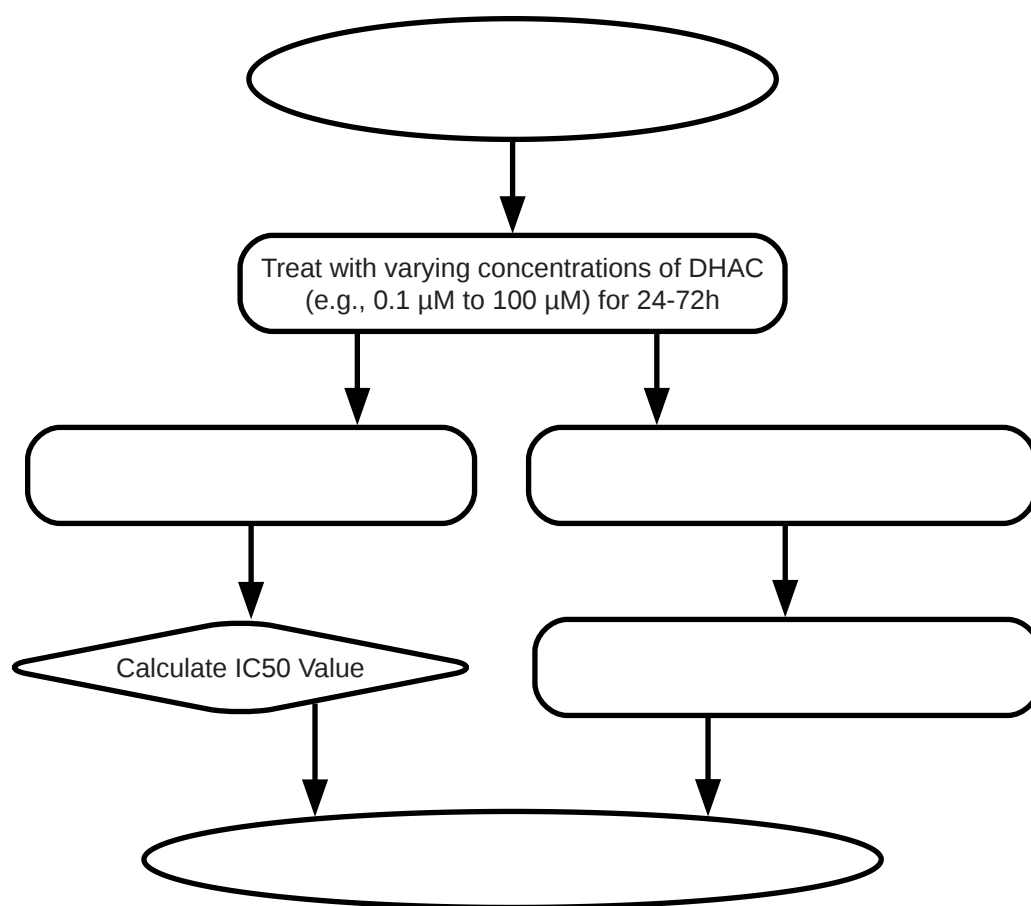 Treat with varying concentrations of DHAC
(e.g., 0.1 µM to 100 µM) for 24-72h
Calculate IC50 Value